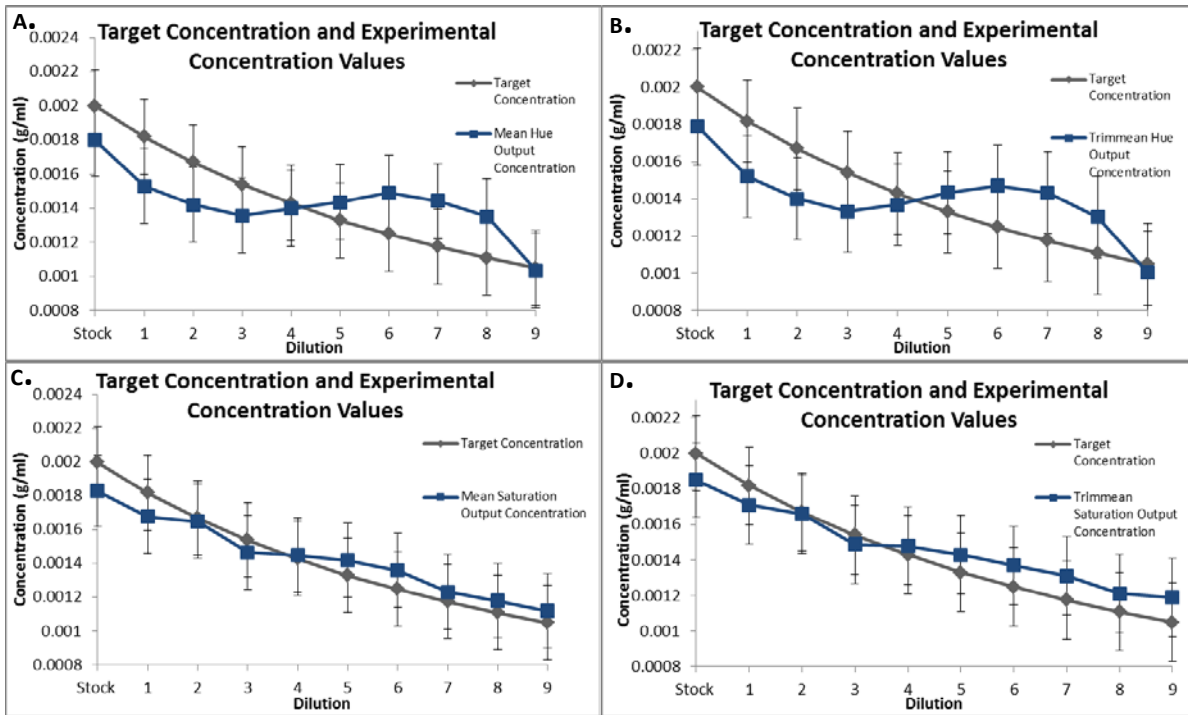 A.
Target Concentration and Experimental
Concentration Values
Concentration (g/ml)
0.0024
0.0022
0.002
0.0018
0.0016
0.0014
0.0012
0.001
0.0008
Target
Concentration
Mean Hue
Output
Concentration
Stock 1 2 3 4 5 6 7 8 9
Dilution
B.
Target Concentration and Experimental
Concentration Values
Concentration (g/ml)
0.0022
0.002
0.0018
0.0016
0.0014
0.0012
0.001
0.0008
Target
Concentration
Trimmean Hue
Output
Concentration
Stock 1 2 3 4 5 6 7 8 9
Dilution
C.
Target Concentration and Experimental
Concentration Values
Concentration (g/ml)
0.0024
0.0022
0.002
0.0018
0.0016
0.0014
0.0012
0.001
0.0008
Target Concentration
Mean Saturation
Output Concentration
Stock 1 2 3 4 5 6 7 8 9
Dilution
D.
Target Concentration and Experimental
Concentration Values
Concentration (g/ml)
0.0022
0.002
0.0018
0.0016
0.0014
0.0012
0.001
0.0008
Target
Concentration
Trimmean
Saturation Output
Concentration
Stock 1 2 3 4 5 6 7 8 9
Dilution